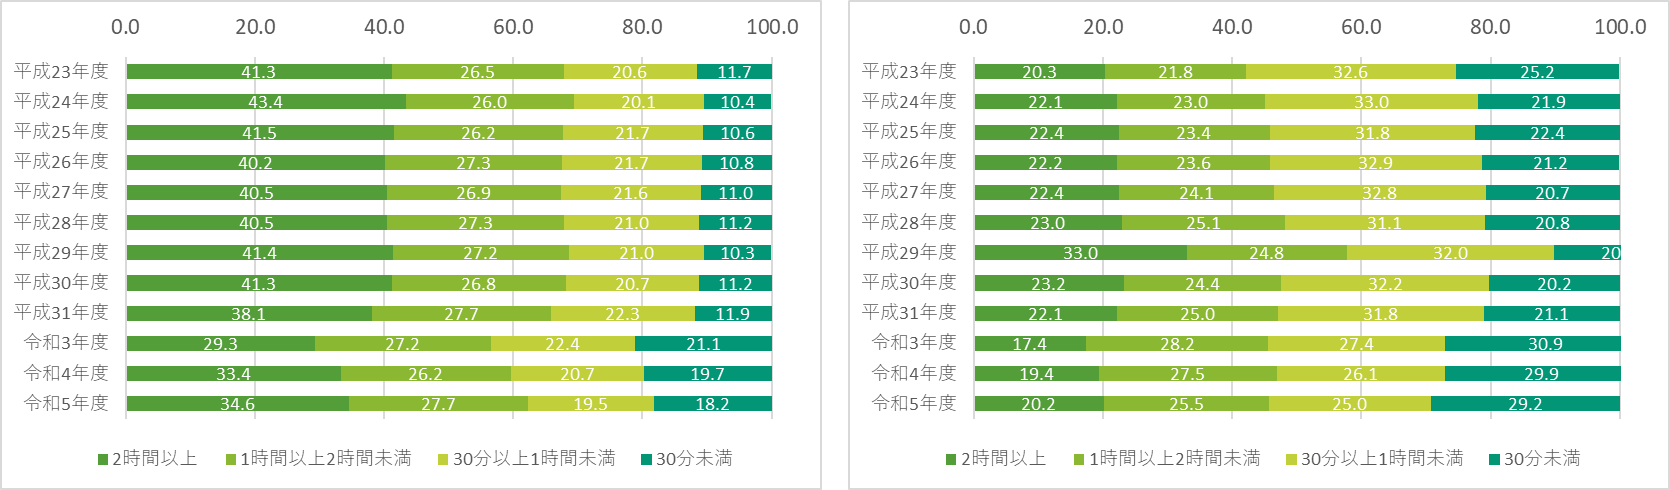 0.0 20.0 40.0 60.0 80.0 100.0
平成23年度 41.3 26.5 20.6 11.7
平成24年度 43.4 26.0 20.1 10.4
平成25年度 41.5 26.2 21.7 10.6
平成26年度 40.2 27.3 21.7 10.8
平成27年度 40.5 26.9 21.6 11.0
平成28年度 40.5 27.3 21.0 11.2
平成29年度 41.4 27.2 21.0 10.3
平成30年度 41.3 26.8 20.7 11.2
平成31年度 38.1 27.7 22.3 11.9
令和3年度 29.3 27.2 22.4 21.1
令和4年度 33.4 26.2 20.7 19.7
令和5年度 34.6 27.7 19.5 18.2
2時間以上 1時間以上2時間未満 30分以上1時間未満 30分未満
0.0 20.0 40.0 60.0 80.0 100.0
平成23年度 20.3 21.8 32.6 25.2
平成24年度 22.1 23.0 33.0 21.9
平成25年度 22.4 23.4 31.8 22.4
平成26年度 22.2 23.6 32.9 21.2
平成27年度 22.4 24.1 32.8 20.7
平成28年度 23.0 25.1 31.1 20.8
平成29年度 33.0 24.8 32.0 20
平成30年度 23.2 24.4 32.2 20.2
平成31年度 22.1 25.0 31.8 21.1
令和3年度 17.4 28.2 27.4 30.9
令和4年度 19.4 27.5 26.1 29.9
令和5年度 20.2 25.5 25.0 29.2
2時間以上 1時間以上2時間未満 30分以上1時間未満 30分未満